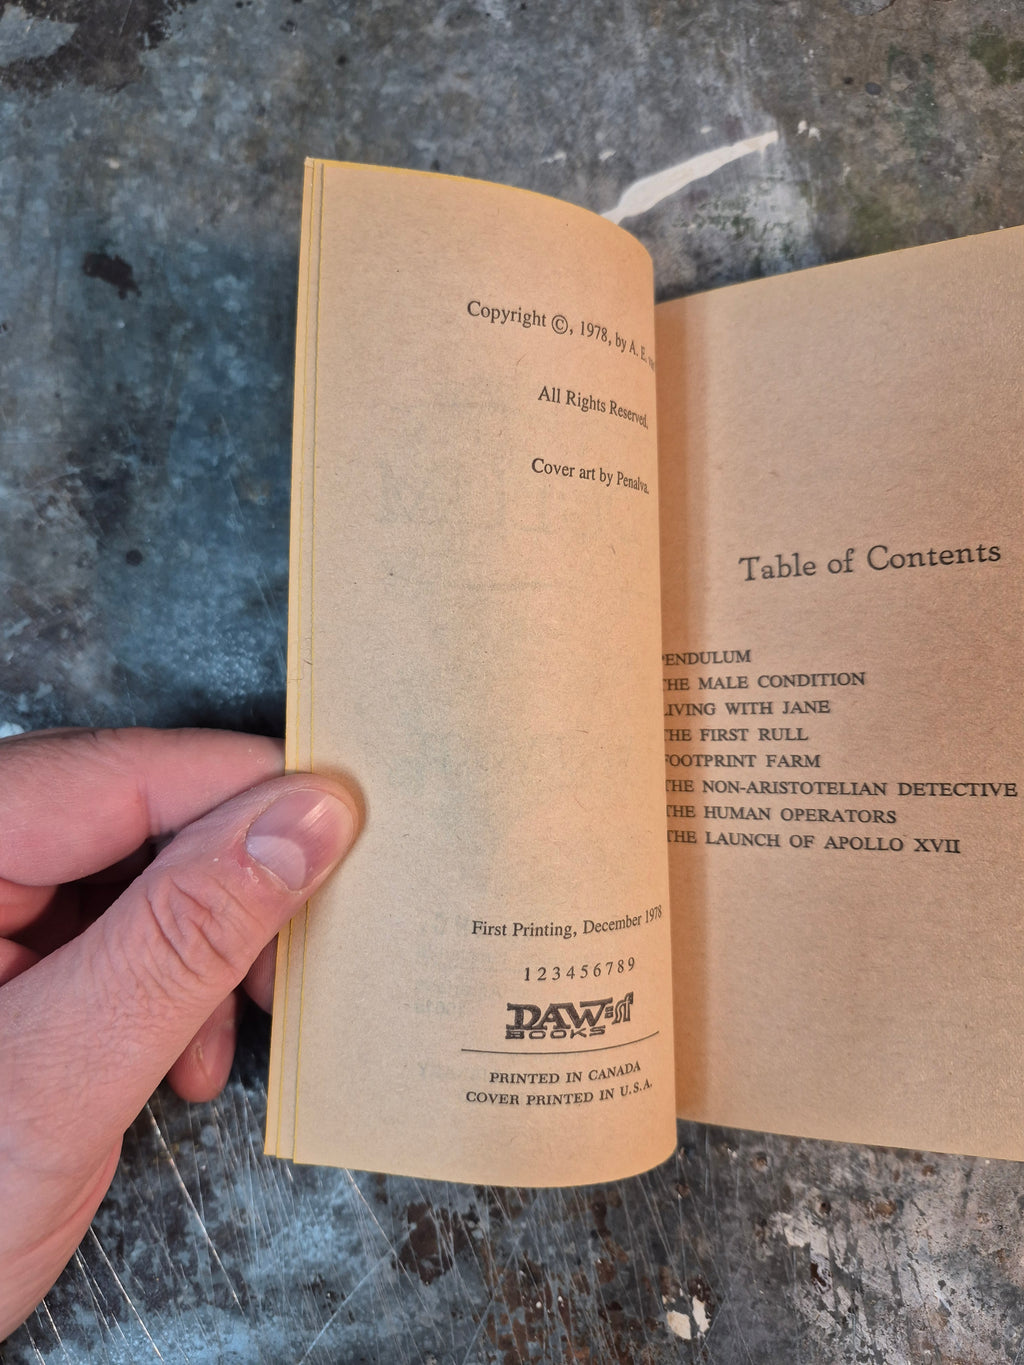 Copyright ©, 1978, by A. E.
All Rights Reserved.
Cover art by Penalva.
First Printing, December 1978
1 2 3 4 5 6 7 8 9
DAW sf
BOOKS
PRINTED IN CANADA
COVER PRINTED IN U.S.A.
Table of Contents
PENDULUM
THE MALE CONDITION
LIVING WITH JANE
THE FIRST RULL
FOOTPRINT FARM
THE NON-ARISTOTELIAN DETECTIVE
THE HUMAN OPERATORS
THE LAUNCH OF APOLLO XVII